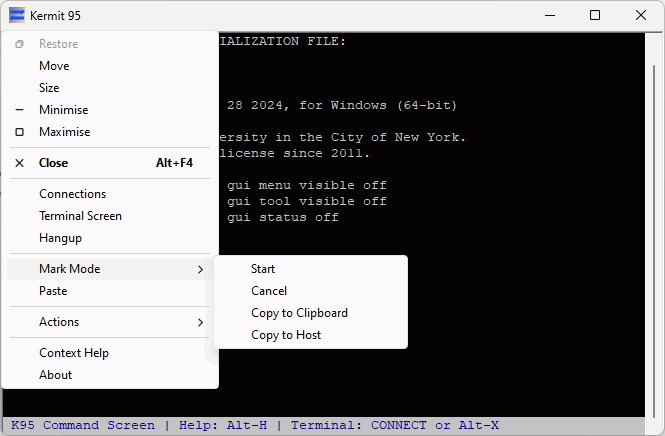 Kermit 95
Restore
Move
Size
Minimise
Maximise
Close Alt+F4
Connections
Terminal Screen
Hangup
Mark Mode
Paste
Actions
Context Help
About
Start
Cancel
Copy to Clipboard
Copy to Host
IALIZATION FILE:
28 2024, for Windows (64-bit)
ersity in the City of New York.
license since 2011.
gui menu visible off
gui tool visible off
gui status off
K95 Command Screen | Help: Alt-H | Terminal: CONNECT or Alt-X